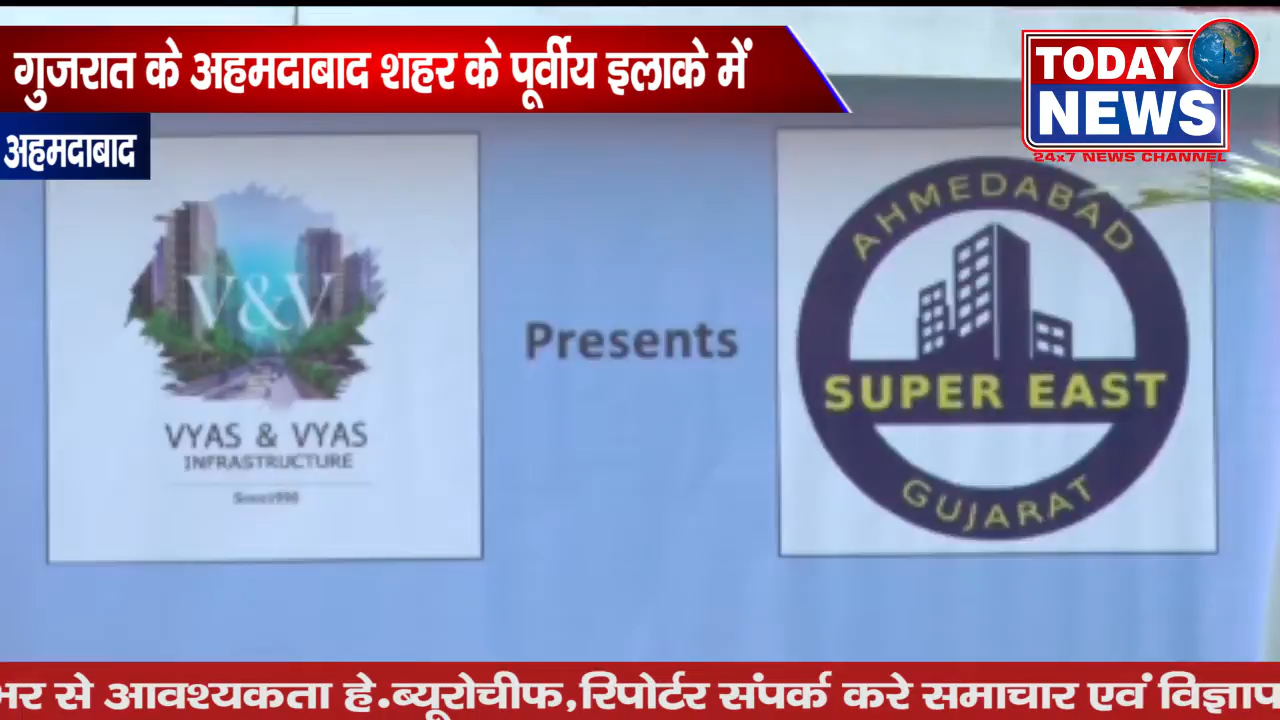 गुजरात के अहमदाबाद शहर के पूर्वीय इलाके में
अहमदाबाद
TODAY
NEWS
24x7 NEWS CHANNEL
V&V
VYAS & VYAS
INFRASTRUCTURE
Presents
AHMEDABAD
SUPER EAST
GUJARAT
भर से आवश्यकता हे.ब्यूरोचीफ,रिपोर्टर संपर्क करे समाचार एवं विज्ञाप